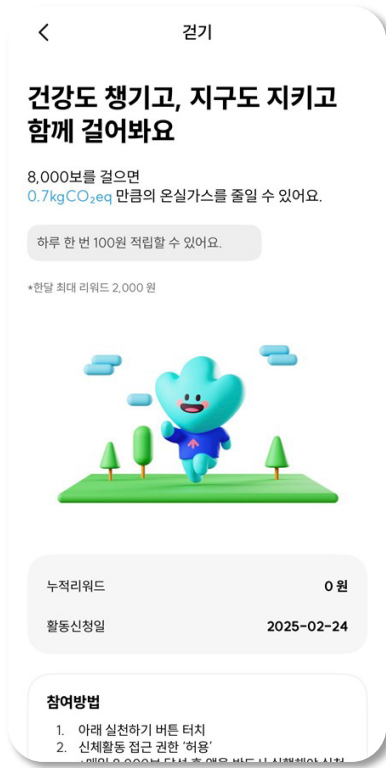 걷기
건강도 챙기고, 지구도 지키고
함께 걸어봐요
8,000보를 걸으면
0.7kgCO₂eq 만큼의 온실가스를 줄일 수 있어요.
하루 한 번 100원 적립할 수 있어요.
*한달 최대 리워드 2,000 원
누적리워드 0 원
활동신청일 2025-02-24
참여방법
1. 아래 실천하기 버튼 터치
2. 신체활동 접근 권한 '허용'